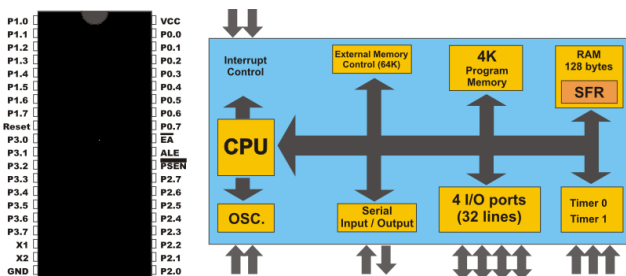 P1.0
P1.1
P1.2
P1.3
P1.4
P1.5
P1.6
P1.7
Reset
P3.0
P3.1
P3.2
P3.3
P3.4
P3.5
P3.6
P3.7
X1
X2
GND
VCC
P0.0
P0.1
P0.2
P0.3
P0.4
P0.5
P0.6
P0.7
EA
ALE
PSEN
P2.7
P2.6
P2.5
P2.4
P2.3
P2.2
P2.1
P2.0
Interrupt
Control
External Memory
Control (64K)
4K
Program
Memory
RAM
128 bytes
SFR
CPU
OSC.
Serial
Input / Output
4 I/O ports
(32 lines)
Timer 0
Timer 1